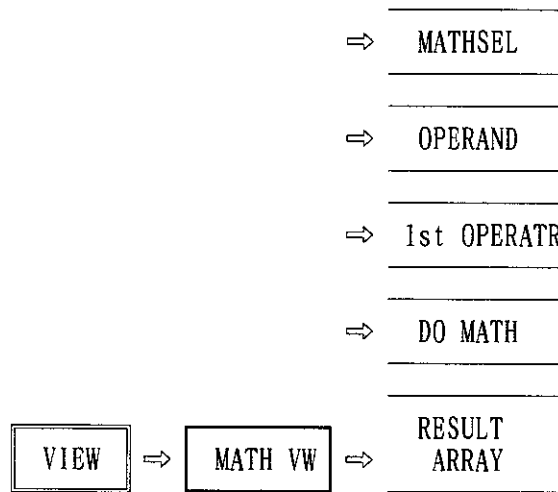 ⇨ MATHSEL
⇨ OPERAND
⇨ 1st OPERATR
⇨ DO MATH
VIEW ⇨ MATH VW ⇨ RESULT
ARRAY